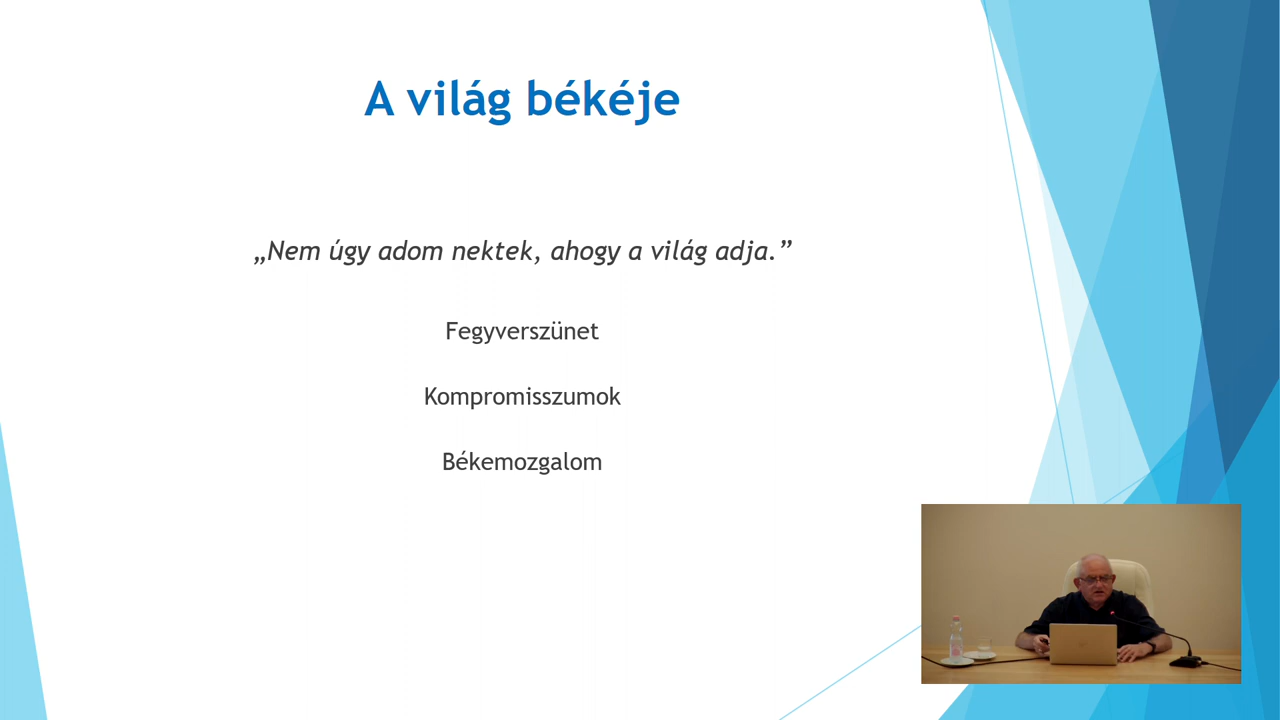 A világ békéje
„Nem úgy adom nektek, ahogy a világ adja.”
Fegyverszünet
Kompromisszumok
Békemozgalom